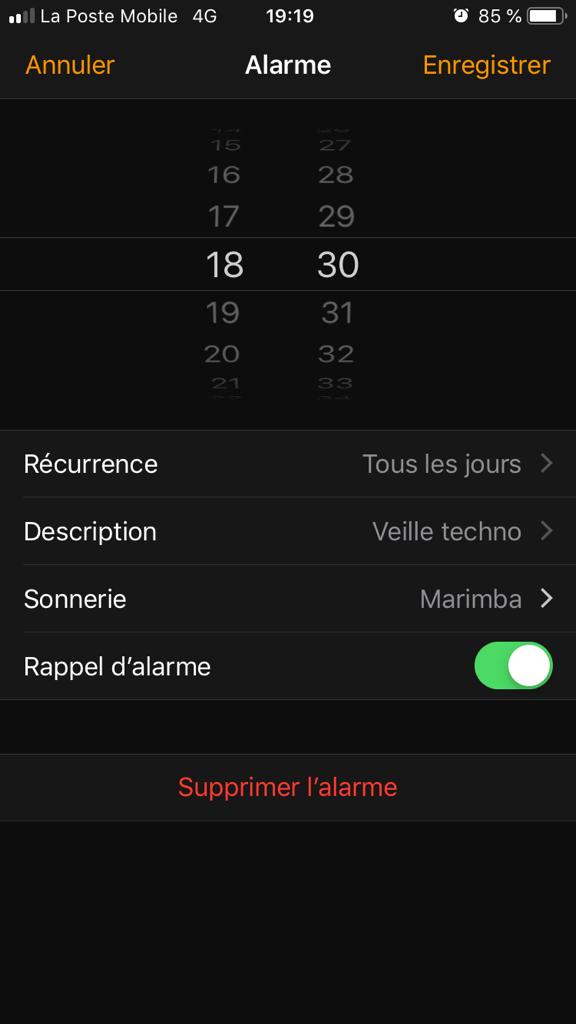 La Poste Mobile 4G 19:19 85 %
Annuler Alarme Enregistrer
15 27
16 28
17 29
18 30
19 31
20 32
21 33
Récurrence Tous les jours
Description Veille techno
Sonnerie Marimba
Rappel d’alarme
Supprimer l’alarme